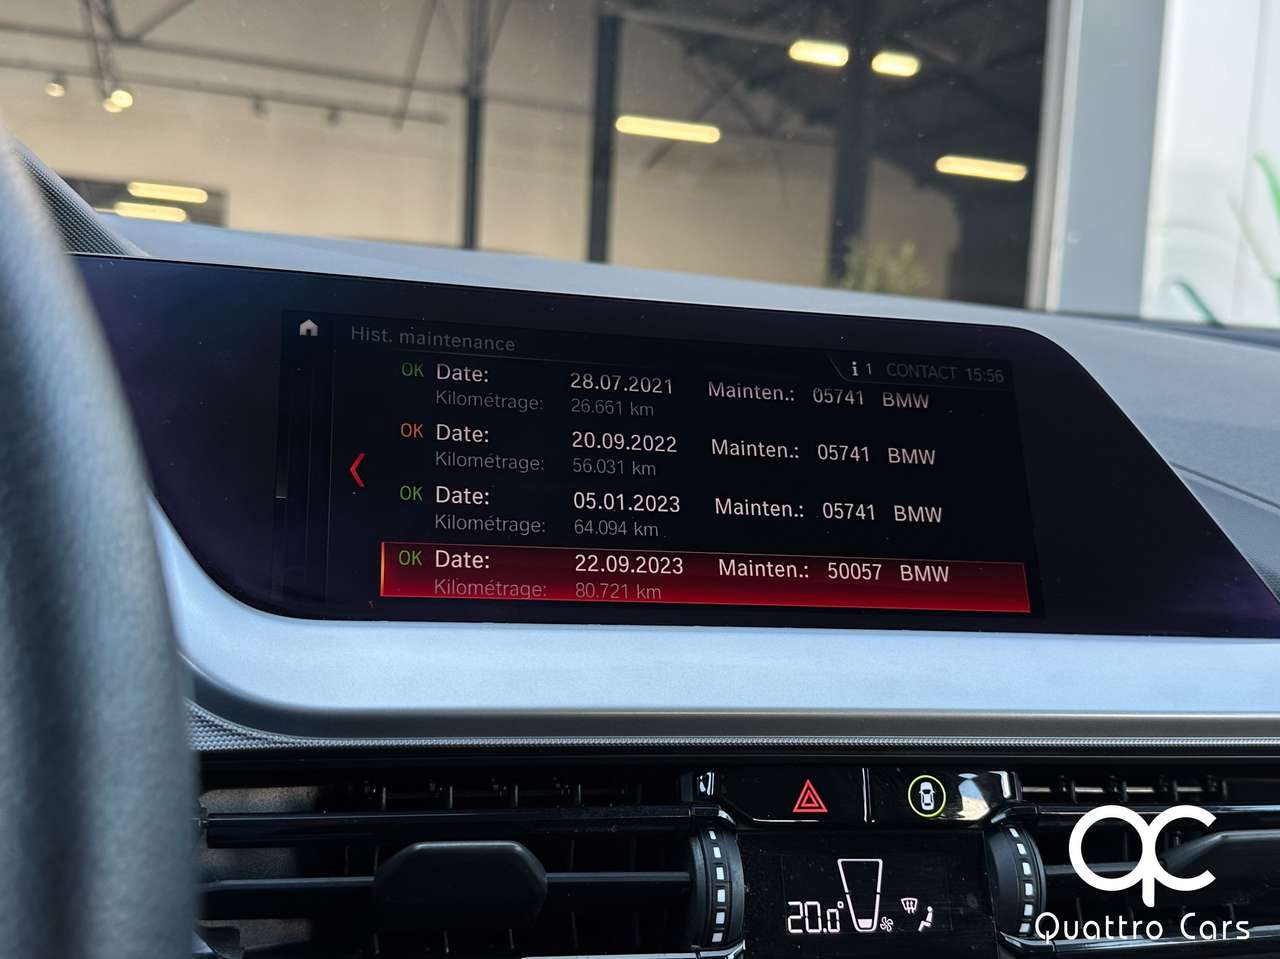 Hist. maintenance
i 1 CONTACT 15:56
OK Date: 28.07.2021 Mainten.: 05741 BMW
Kilométrage: 26.661 km
OK Date: 20.09.2022 Mainten.: 05741 BMW
Kilométrage: 56.031 km
OK Date: 05.01.2023 Mainten.: 05741 BMW
Kilométrage: 64.094 km
OK Date: 22.09.2023 Mainten.: 50057 BMW
Kilométrage: 80.721 km
20.0°
QC
Quattro Cars